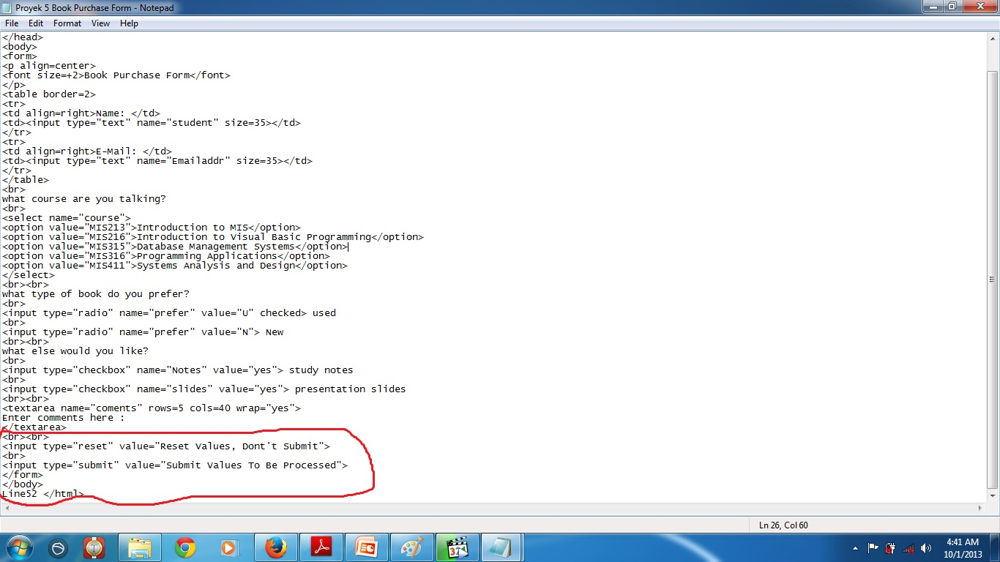 Proyek 5 Book Purchase Form - Notepad
File Edit Format View Help
</head>
<body>
<form>
<p align=center>
<font size=+2>Book Purchase Form</font>
</p>
<table border=2>
<tr>
<td align=right>Name: </td>
<td><input type="text" name="student" size=35></td>
</tr>
<tr>
<td align=right>E-Mail: </td>
<td><input type="text" name="Emailaddr" size=35></td>
</tr>
</table>
<br>
what course are you talking?
<br>
<select name="course">
<option value="MIS213">Introduction to MIS</option>
<option value="MIS216">Introduction to Visual Basic Programming</option>
<option value="MIS315">Database Management Systems</option>
<option value="MIS316">Programming Applications</option>
<option value="MIS411">Systems Analysis and Design</option>
</select>
<br><br>
what type of book do you prefer?
<br>
<input type="radio" name="prefer" value="U" checked> used
<br>
<input type="radio" name="prefer" value="N"> New
<br><br>
what else would you like?
<br>
<input type="checkbox" name="Notes" value="yes"> study notes
<br>
<input type="checkbox" name="slides" value="yes"> presentation slides
<br><br>
<textarea name="coments" rows=5 cols=40 wrap="yes">
Enter comments here :
</textarea>
<br><br>
<input type="reset" value="Reset Values, Dont't Submit">
<br>
<input type="submit" value="Submit Values To Be Processed">
</form>
</body>
Line52 </html>
Ln 26, Col 60
4:41 AM
10/1/2013